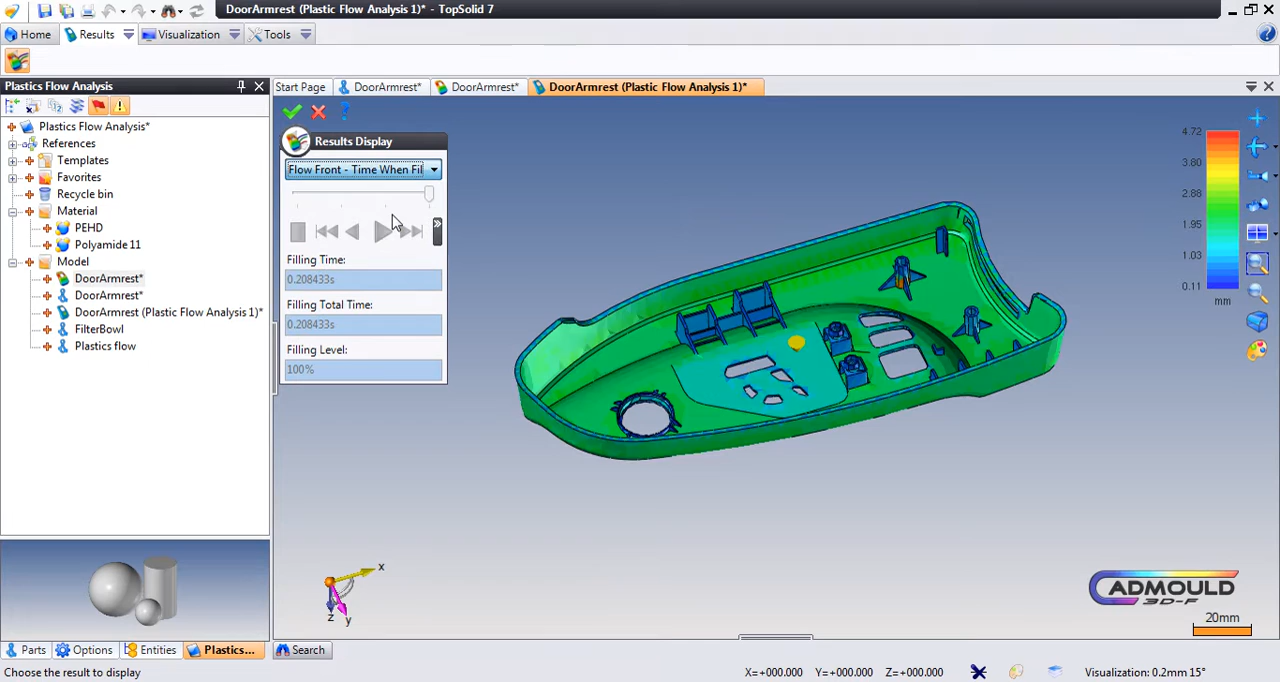 DoorArmrest (Plastic Flow Analysis 1)* - TopSolid 7
Home
Results
Visualization
Tools
Plastics Flow Analysis
Start Page
DoorArmrest*
DoorArmrest*
DoorArmrest (Plastic Flow Analysis 1)*
Plastics Flow Analysis*
References
Templates
Favorites
Recycle bin
Material
PEHD
Polyamide 11
Model
DoorArmrest*
DoorArmrest*
DoorArmrest (Plastic Flow Analysis 1)*
FilterBowl
Plastics flow
Results Display
Flow Front - Time When Fil
Filling Time:
0.208433s
Filling Total Time:
0.208433s
Filling Level:
100%
4.72
3.80
2.88
1.95
1.03
0.11
mm
x
z
y
CADMOULD
3D-F
20mm
Parts
Options
Entities
Plastics...
Search
Choose the result to display
X=+000.000
Y=+000.000
Z=+000.000
Visualization: 0.2mm 15°